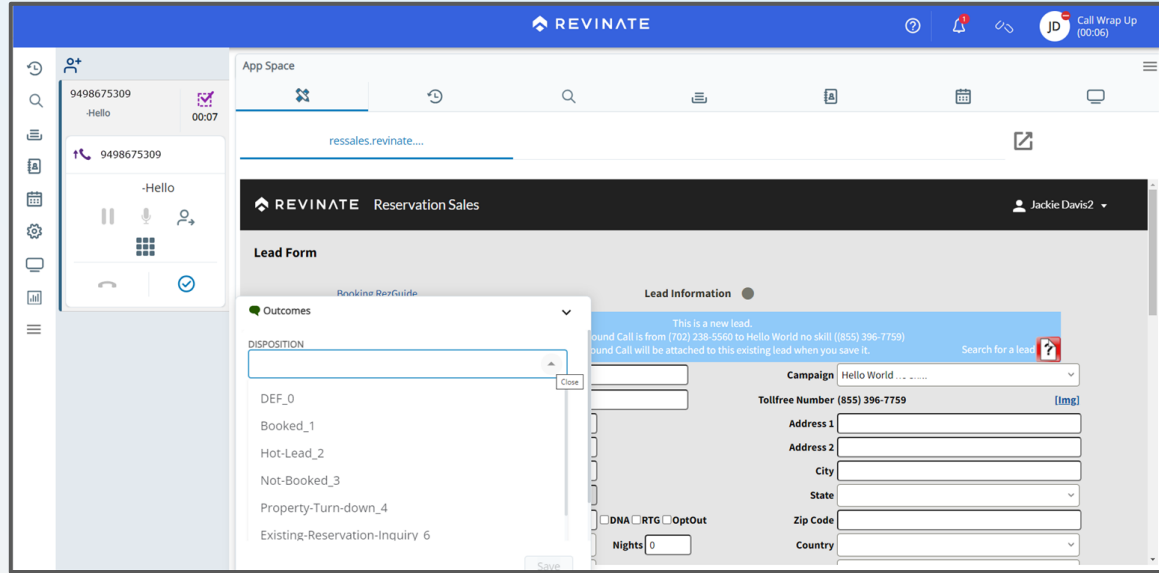 REVINATE
1
JD
Call Wrap Up
(00:06)
App Space
9498675309
-Hello
00:07
ressales.revinate....
9498675309
-Hello
REVINATE Reservation Sales
Jackie Davis2
Lead Form
Booking RezGuide
Lead Information
This is a new lead.
ound Call is from (702) 238-5560 to Hello World no skill ((855) 396-7759)
ound Call will be attached to this existing lead when you save it.
Search for a lead
Outcomes
DISPOSITION
Close
DEF_0
Booked_1
Hot-Lead_2
Not-Booked_3
Property-Turn-down_4
Existing-Reservation-Inquiry_6
Save
Campaign Hello World
Tollfree Number (855) 396-7759 [Img]
Address 1
Address 2
City
State
DNA RTG OptOut
Zip Code
Nights 0
Country